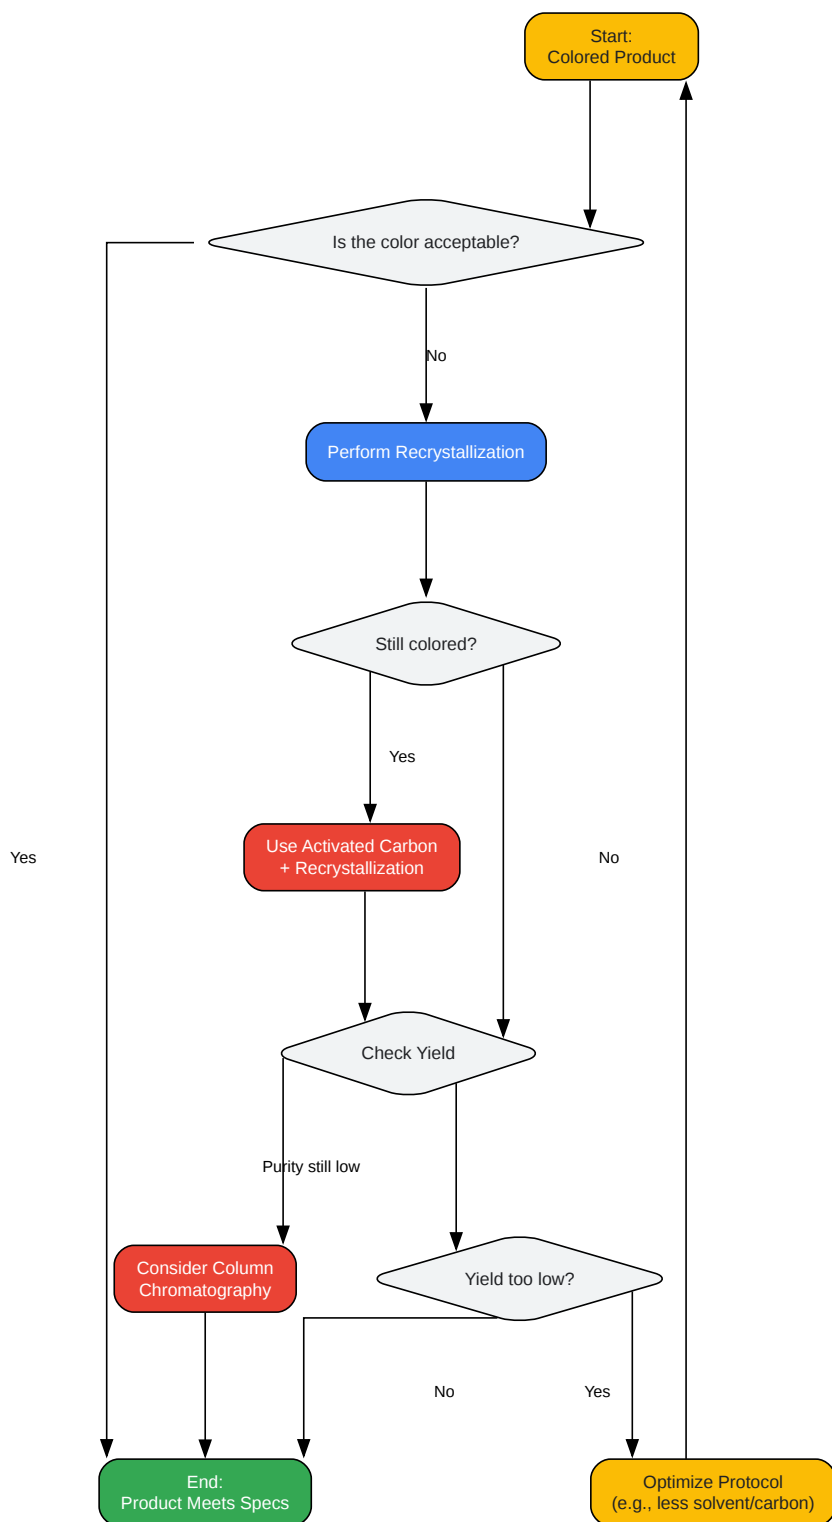 Start:
Colored Product
Is the color acceptable?
No
Perform Recrystallization
Still colored?
Yes
Use Activated Carbon
+ Recrystallization
Yes
No
Check Yield
Purity still low
Consider Column
Chromatography
Yield too low?
No
Yes
End:
Product Meets Specs
Optimize Protocol
(e.g., less solvent/carbon)